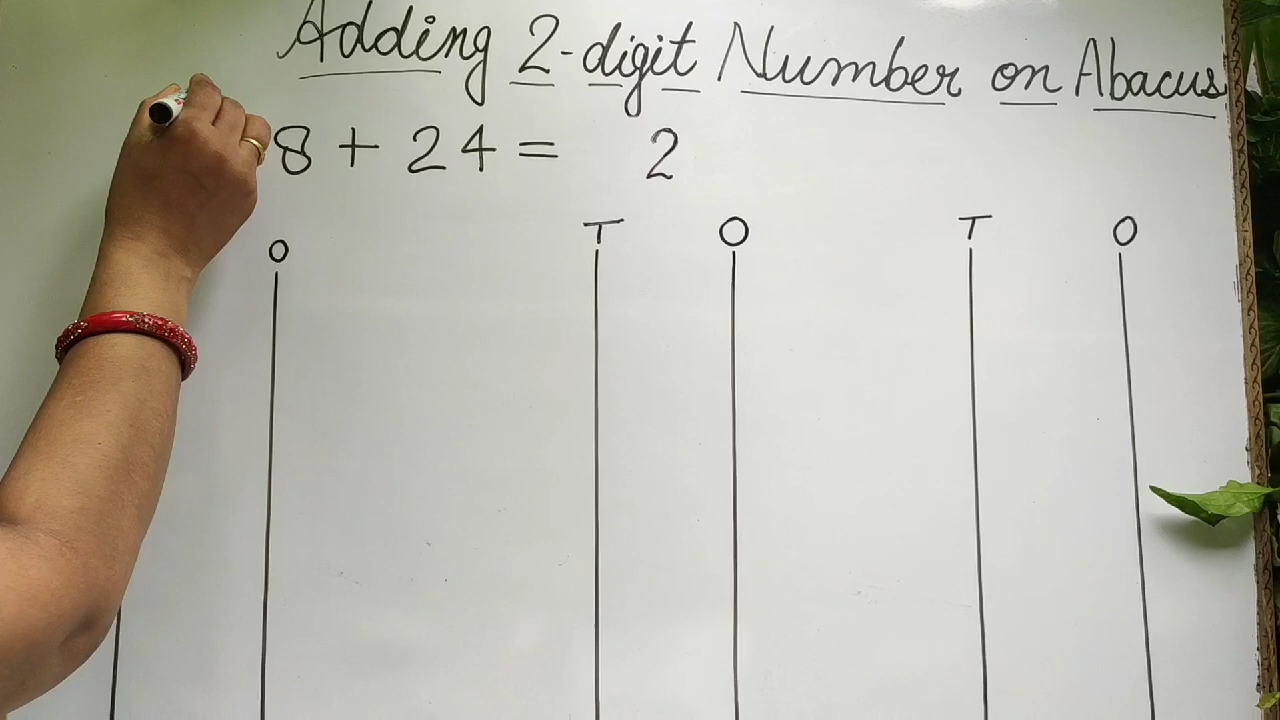 Adding 2-digit Number on Abacus
8 + 24 = 2
O T O T O